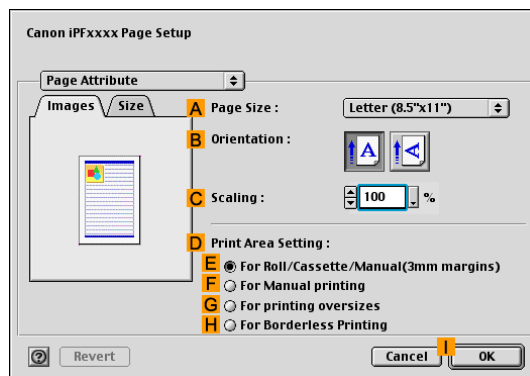 Canon iPFxxxx Page Setup
Page Attribute
Images Size
A Page Size : Letter (8.5"x11")
B Orientation : A A
C Scaling : 100 %
D Print Area Setting :
E For Roll/Cassette/Manual(3mm margins)
F For Manual printing
G For printing oversizes
H For Borderless Printing
? Revert Cancel I OK